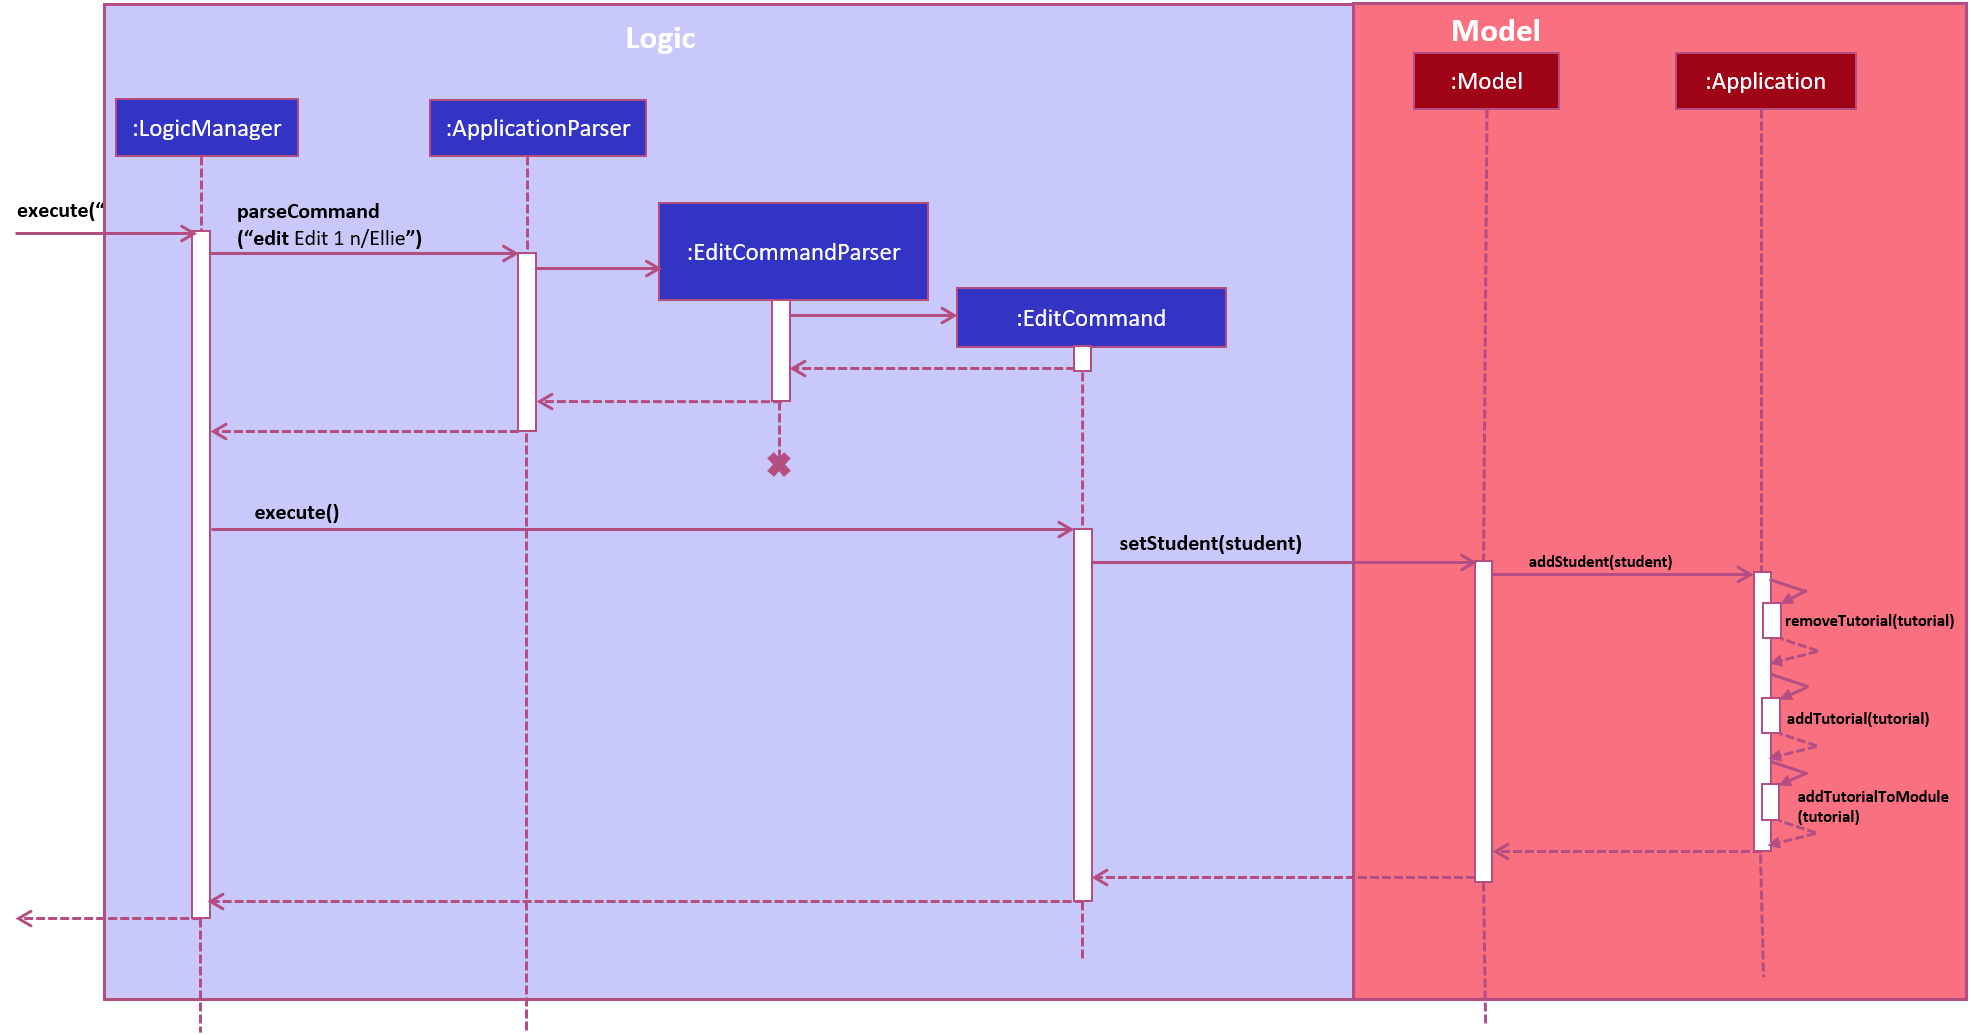 Logic
Model
:Model
:Application
:LogicManager
:ApplicationParser
execute(“
parseCommand
(“edit Edit 1 n/Ellie”)
:EditCommandParser
:EditCommand
execute()
setStudent(student)
addStudent(student)
removeTutorial(tutorial)
addTutorial(tutorial)
addTutorialToModule
(tutorial)